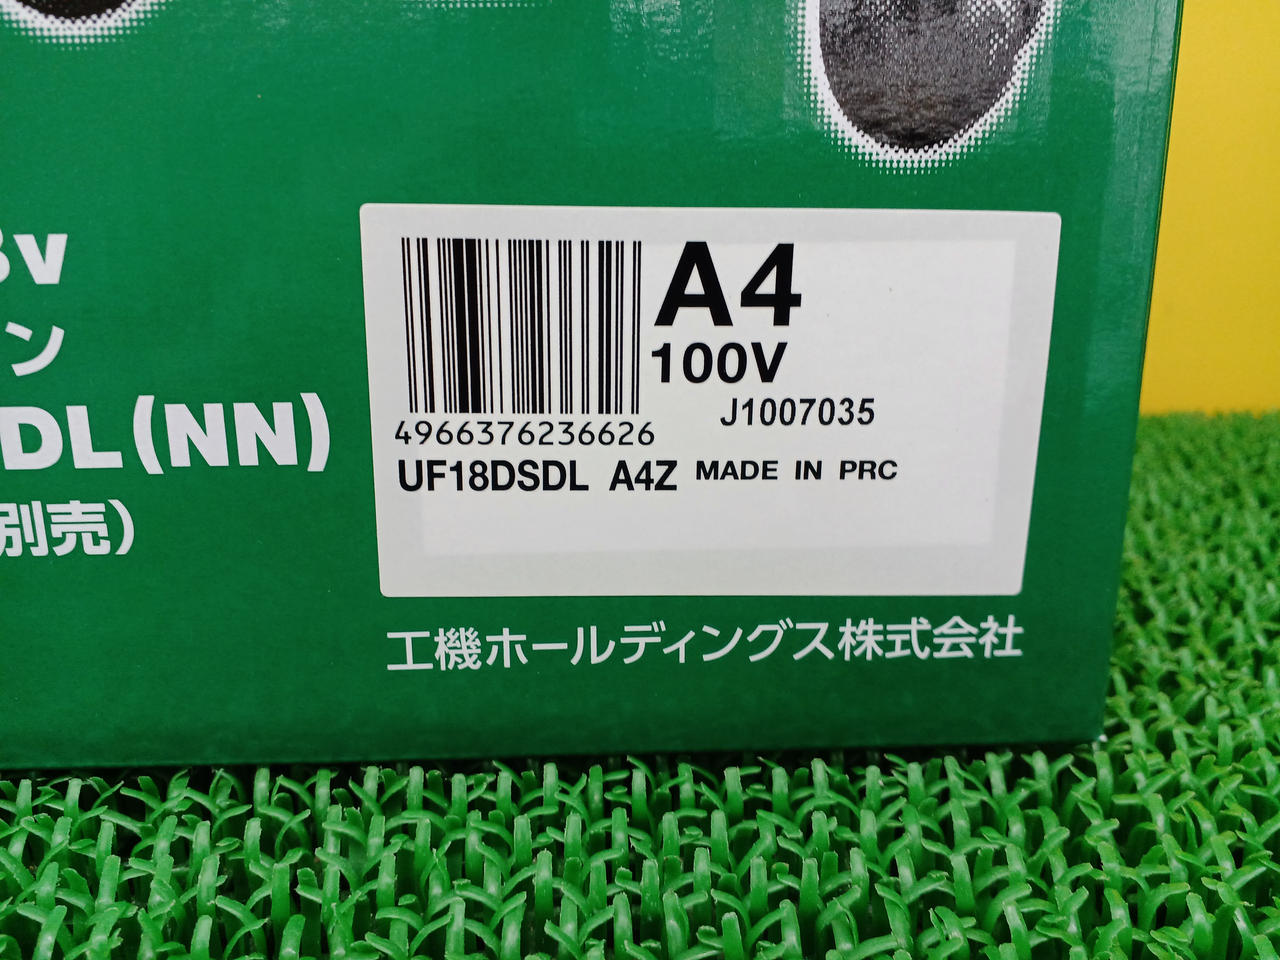 v
ン
DL(NN)
別売)
A4
100V
J1007035
4966376236626
UF18DSDL A4Z MADE IN PRC
工機ホールディングス株式会社